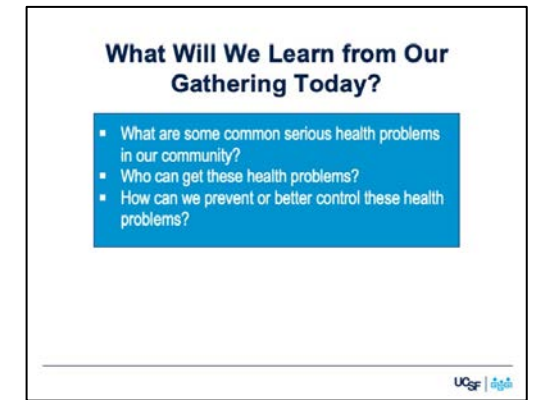 What Will We Learn from Our
Gathering Today?
▪ What are some common serious health problems
in our community?
▪ Who can get these health problems?
▪ How can we prevent or better control these health
problems?
UCSF